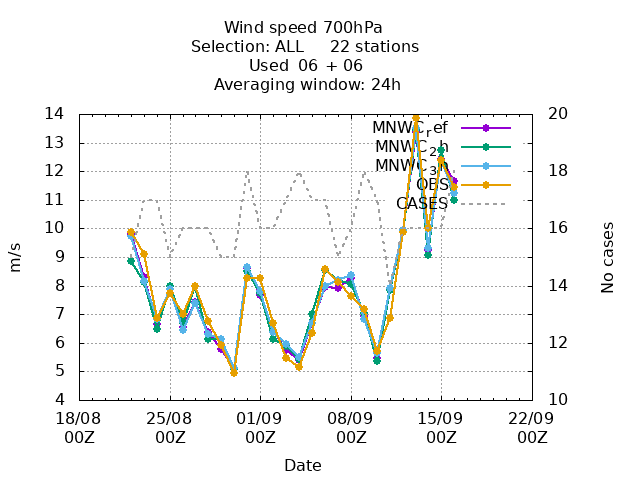 Wind speed 700hPa
Selection: ALL 22 stations
Used 06 + 06
Averaging window: 24h
14
13
12
11
10
9
8
7
6
5
4
m/s
20
18
16
14
12
10
No cases
MNWC_ref
MNWC_2h
MNWC_3h
OBS
CASES
18/08 25/08 01/09 08/09 15/09 22/09
00Z 00Z 00Z 00Z 00Z 00Z
Date